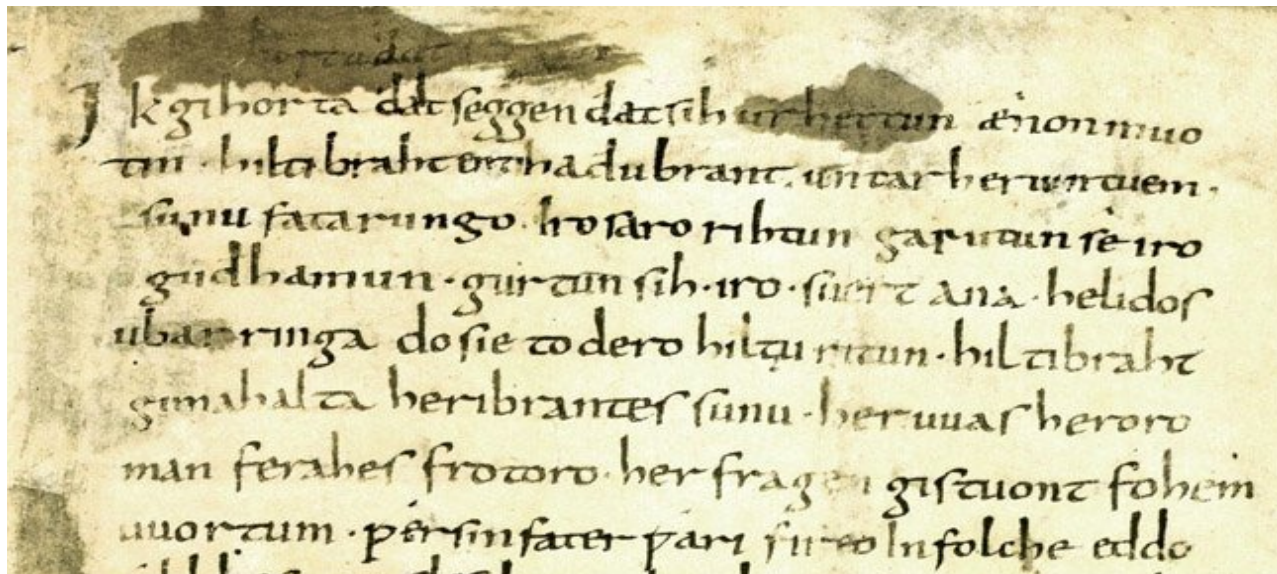 Ik gihorta dat seggen dat sih urhettun ænon muo
tin · hiltibraht enti hadubrant · untar heriun tuem ·
sunu fatarungo · iro saro rihtun garutun se iro
gudhamun · gurtun sih · iro · suert ana · helidos
ubar ringa do sie to dero hiltu ritun · hiltibraht
gimahalta heribrantes sunu · her uuas heroro
man ferahes frotoro · her fragen gistuont fohem
uuortum · ƿer sin fater ƿari fireo In folche eddo